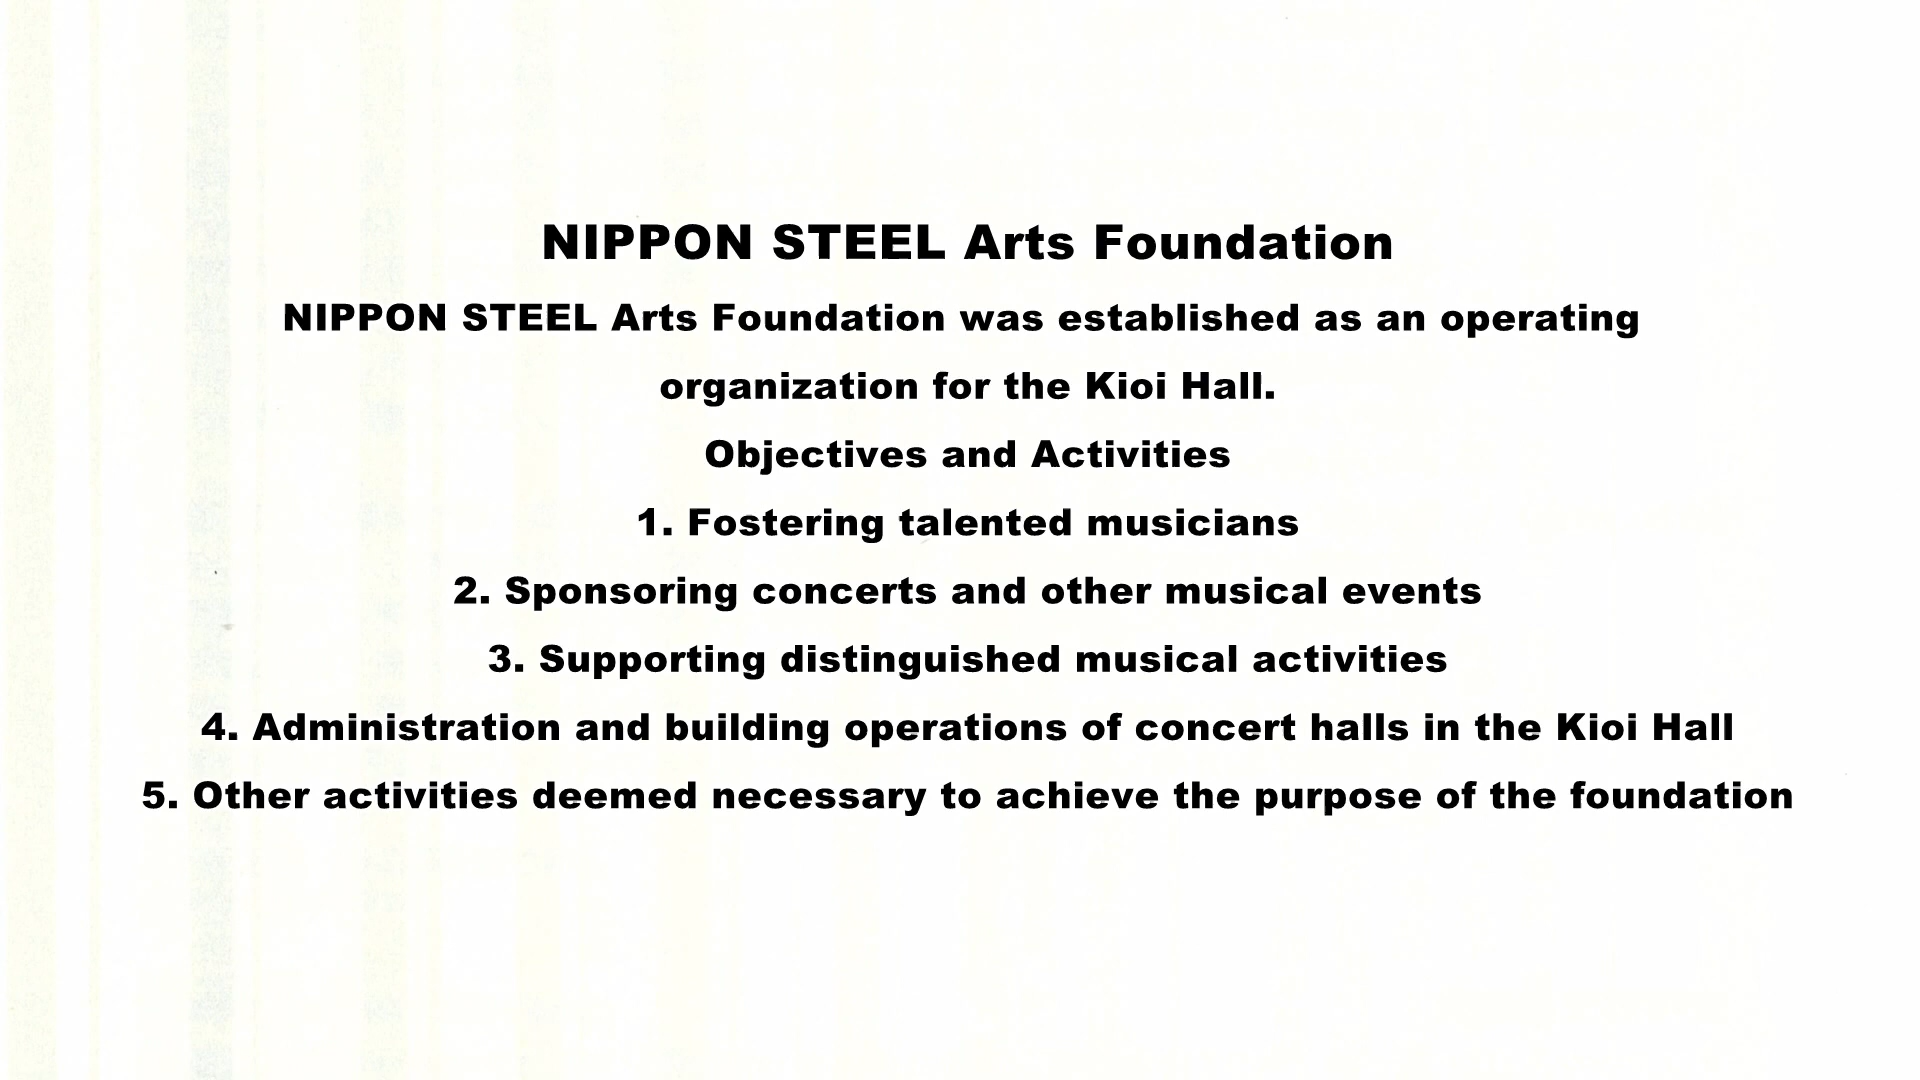 NIPPON STEEL Arts Foundation
NIPPON STEEL Arts Foundation was established as an operating
organization for the Kioi Hall.
Objectives and Activities
1. Fostering talented musicians
2. Sponsoring concerts and other musical events
3. Supporting distinguished musical activities
4. Administration and building operations of concert halls in the Kioi Hall
5. Other activities deemed necessary to achieve the purpose of the foundation